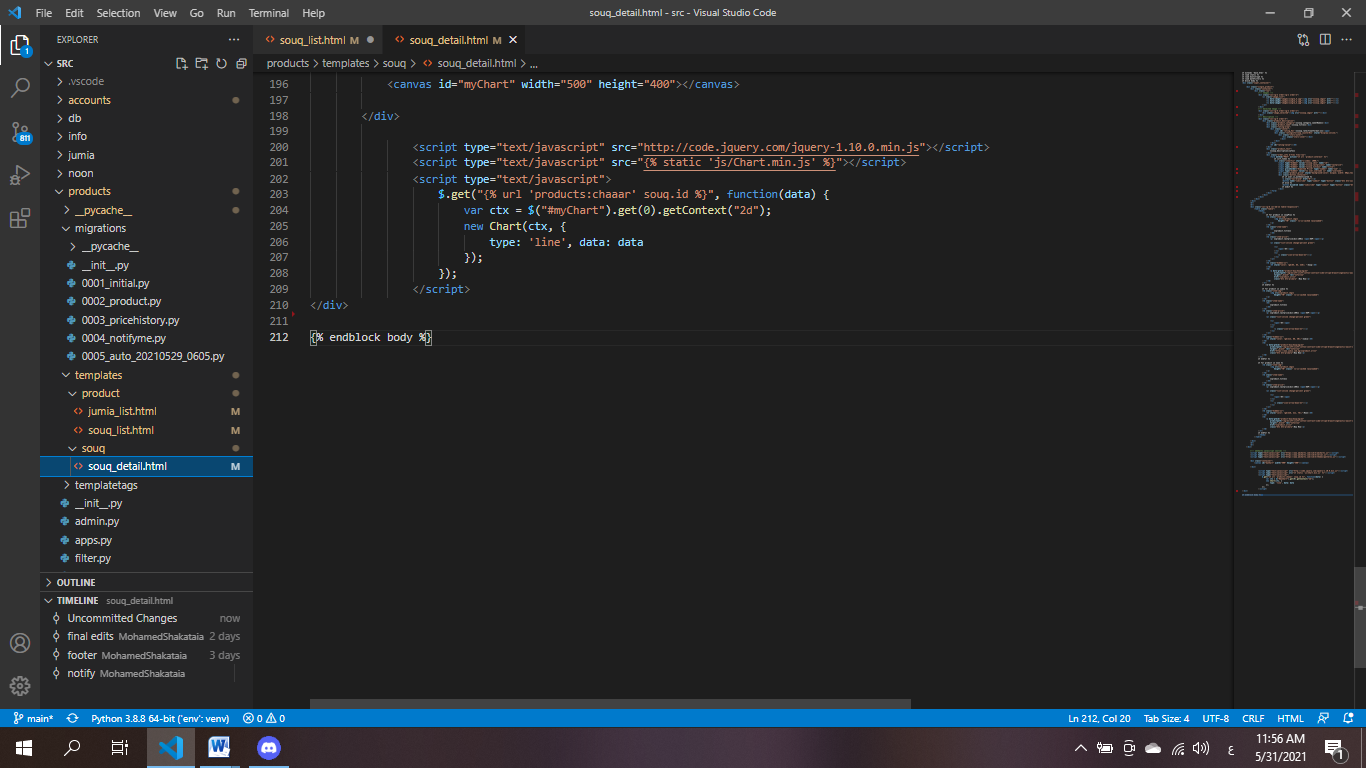 File Edit Selection View Go Run Terminal Help
souq_detail.html - src - Visual Studio Code
EXPLORER
SRC
.vscode
accounts
db
info
jumia
noon
products
__pycache__
migrations
__pycache__
__init__.py
0001_initial.py
0002_product.py
0003_pricehistory.py
0004_notifyme.py
0005_auto_20210529_0605.py
templates
product
jumia_list.html M
souq_list.html M
souq
souq_detail.html M
templatetags
__init__.py
admin.py
apps.py
filter.py
OUTLINE
TIMELINE souq_detail.html
Uncommitted Changes now
final edits MohamedShakataia 2 days
footer MohamedShakataia 3 days
notify MohamedShakataia
1
811
souq_list.html M
souq_detail.html M
products > templates > souq > souq_detail.html > ...
196 <canvas id="myChart" width="500" height="400"></canvas>
197
198 </div>
199
200 <script type="text/javascript" src="http://code.jquery.com/jquery-1.10.0.min.js"></script>
201 <script type="text/javascript" src="{% static 'js/Chart.min.js' %}"></script>
202 <script type="text/javascript">
203 $.get("{% url 'products:chaaar' souq.id %}", function(data) {
204 var ctx = $("#myChart").get(0).getContext("2d");
205 new Chart(ctx, {
206 type: 'line', data: data
207 });
208 });
209 </script>
210 </div>
211
212 {% endblock body %}
main* Python 3.8.8 64-bit ('env': venv) 0 0
Ln 212, Col 20 Tab Size: 4 UTF-8 CRLF HTML
ع
11:56 AM
5/31/2021
1